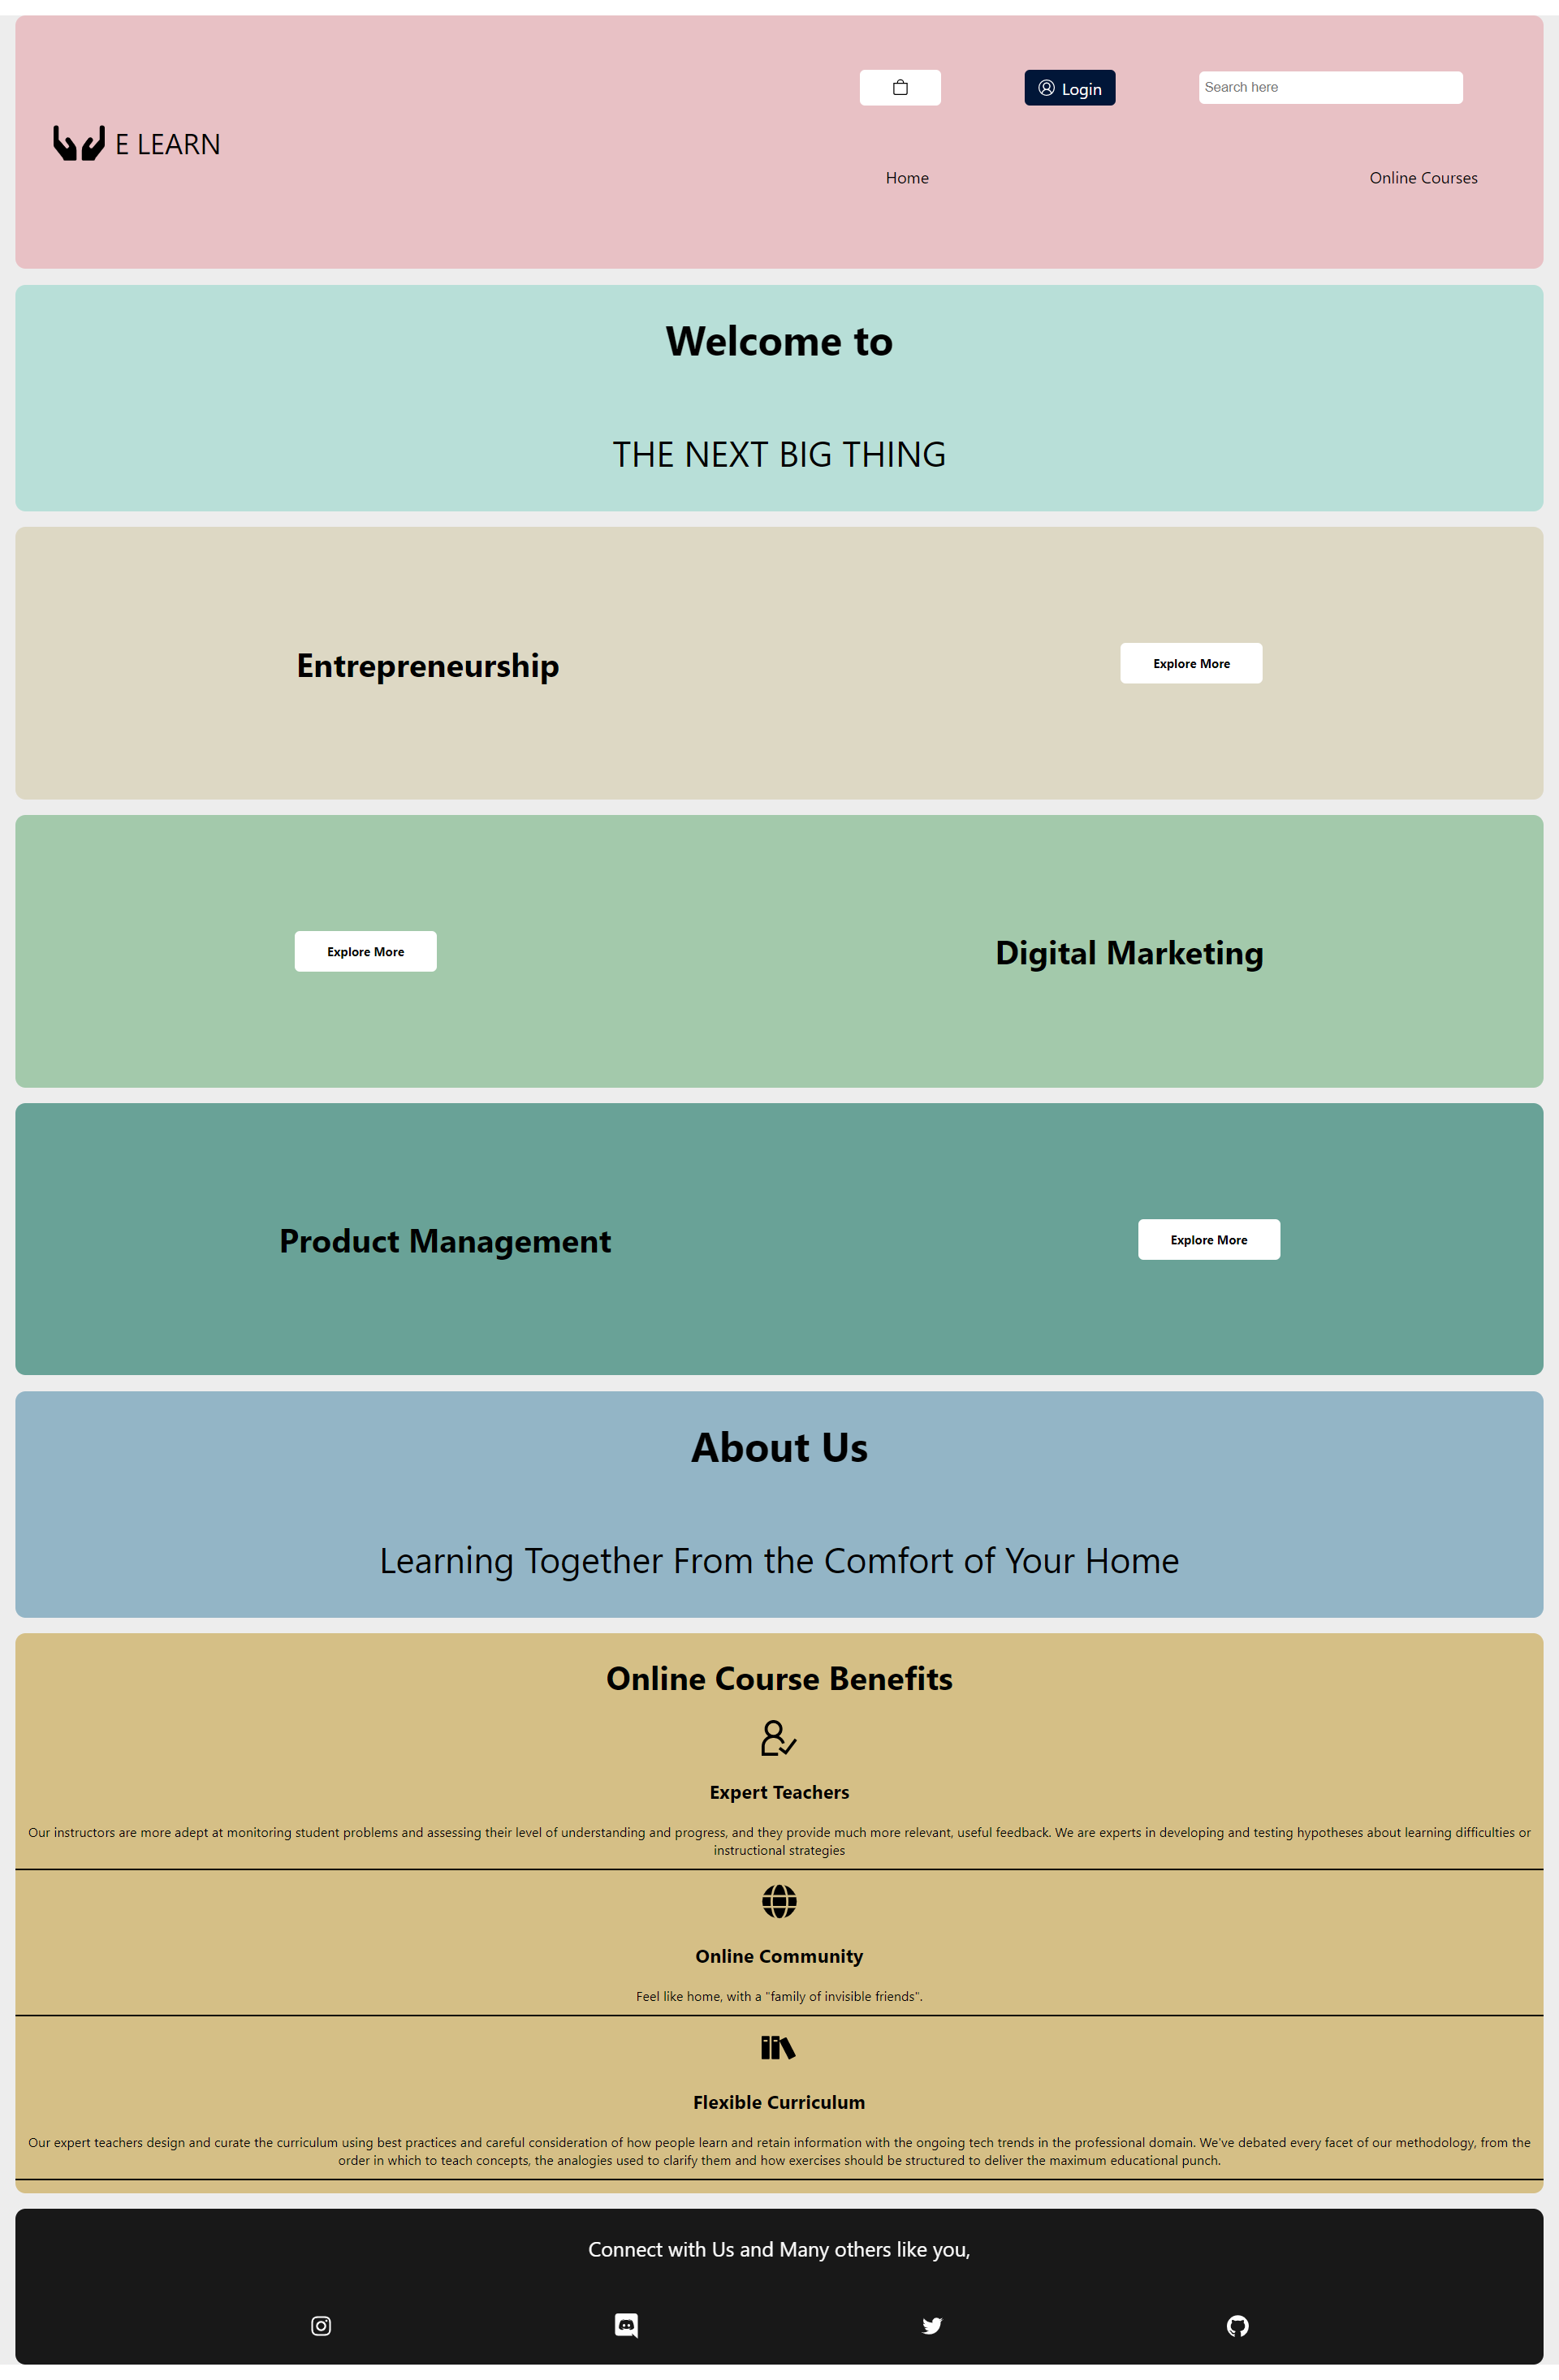 Login
Search here
E LEARN
Home
Online Courses
Welcome to
THE NEXT BIG THING
Entrepreneurship
Explore More
Explore More
Digital Marketing
Product Management
Explore More
About Us
Learning Together From the Comfort of Your Home
Online Course Benefits
Expert Teachers
Our instructors are more adept at monitoring student problems and assessing their level of understanding and progress, and they provide much more relevant, useful feedback. We are experts in developing and testing hypotheses about learning difficulties or
instructional strategies
Online Community
Feel like home, with a "family of invisible friends".
Flexible Curriculum
Our expert teachers design and curate the curriculum using best practices and careful consideration of how people learn and retain information with the ongoing tech trends in the professional domain. We've debated every facet of our methodology, from the
order in which to teach concepts, the analogies used to clarify them and how exercises should be structured to deliver the maximum educational punch.
Connect with Us and Many others like you,